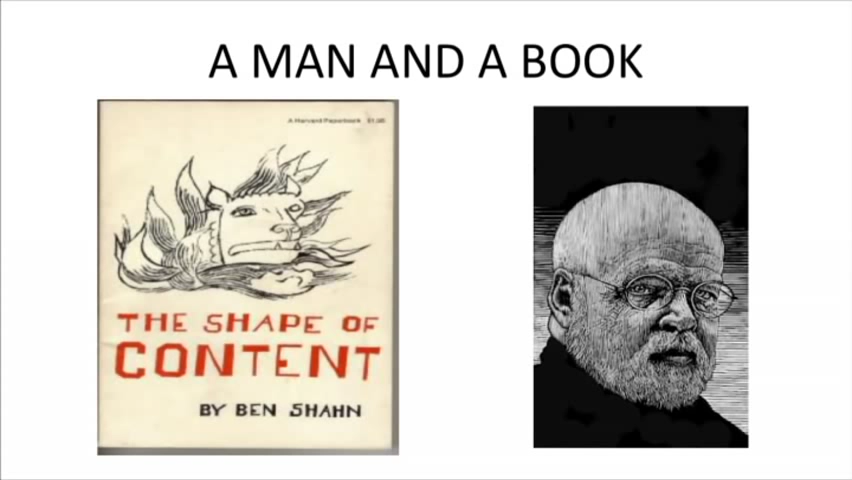 A MAN AND A BOOK
A Harvard Paperback $1.95
THE SHAPE OF
CONTENT
BY BEN SHAHN